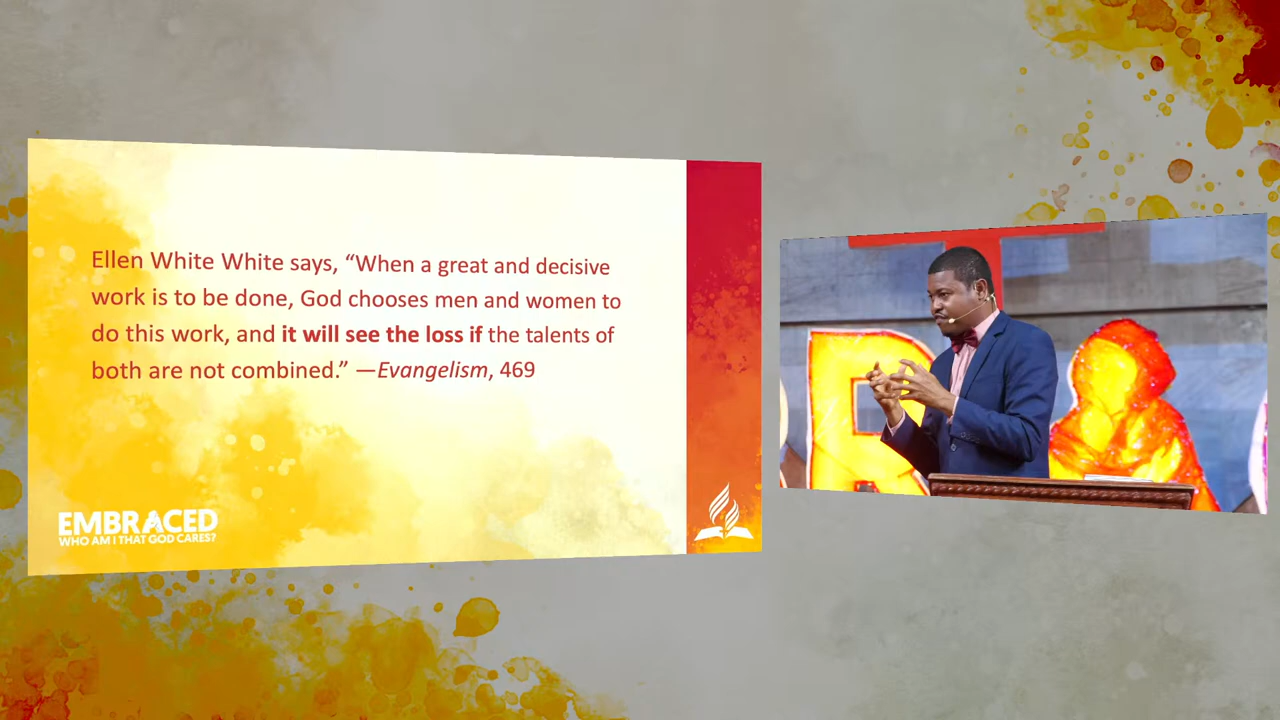 Ellen White White says, “When a great and decisive
work is to be done, God chooses men and women to
do this work, and it will see the loss if the talents of
both are not combined.” —Evangelism, 469
EMBRACED
WHO AM I THAT GOD CARES?
R